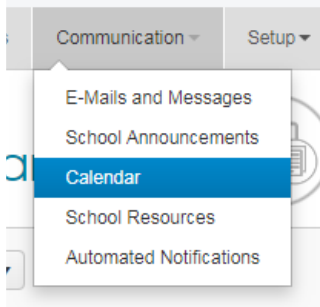 Communication
Setup
E-Mails and Messages
School Announcements
Calendar
School Resources
Automated Notifications